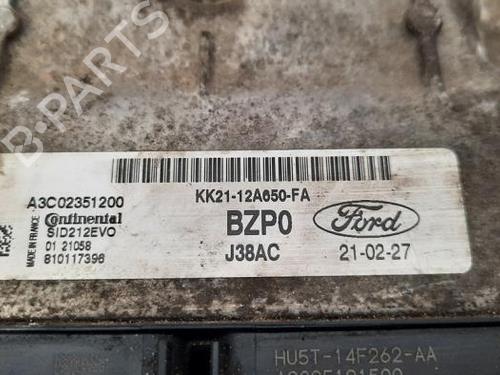 B-PARTS
A3C02351200
KK21-12A650-FA
Continental
SID212EVO
BZP0
Ford
01 21058
810117396
J38AC
21-02-27
MADE IN FRANCE
HU5T-14F262-AA